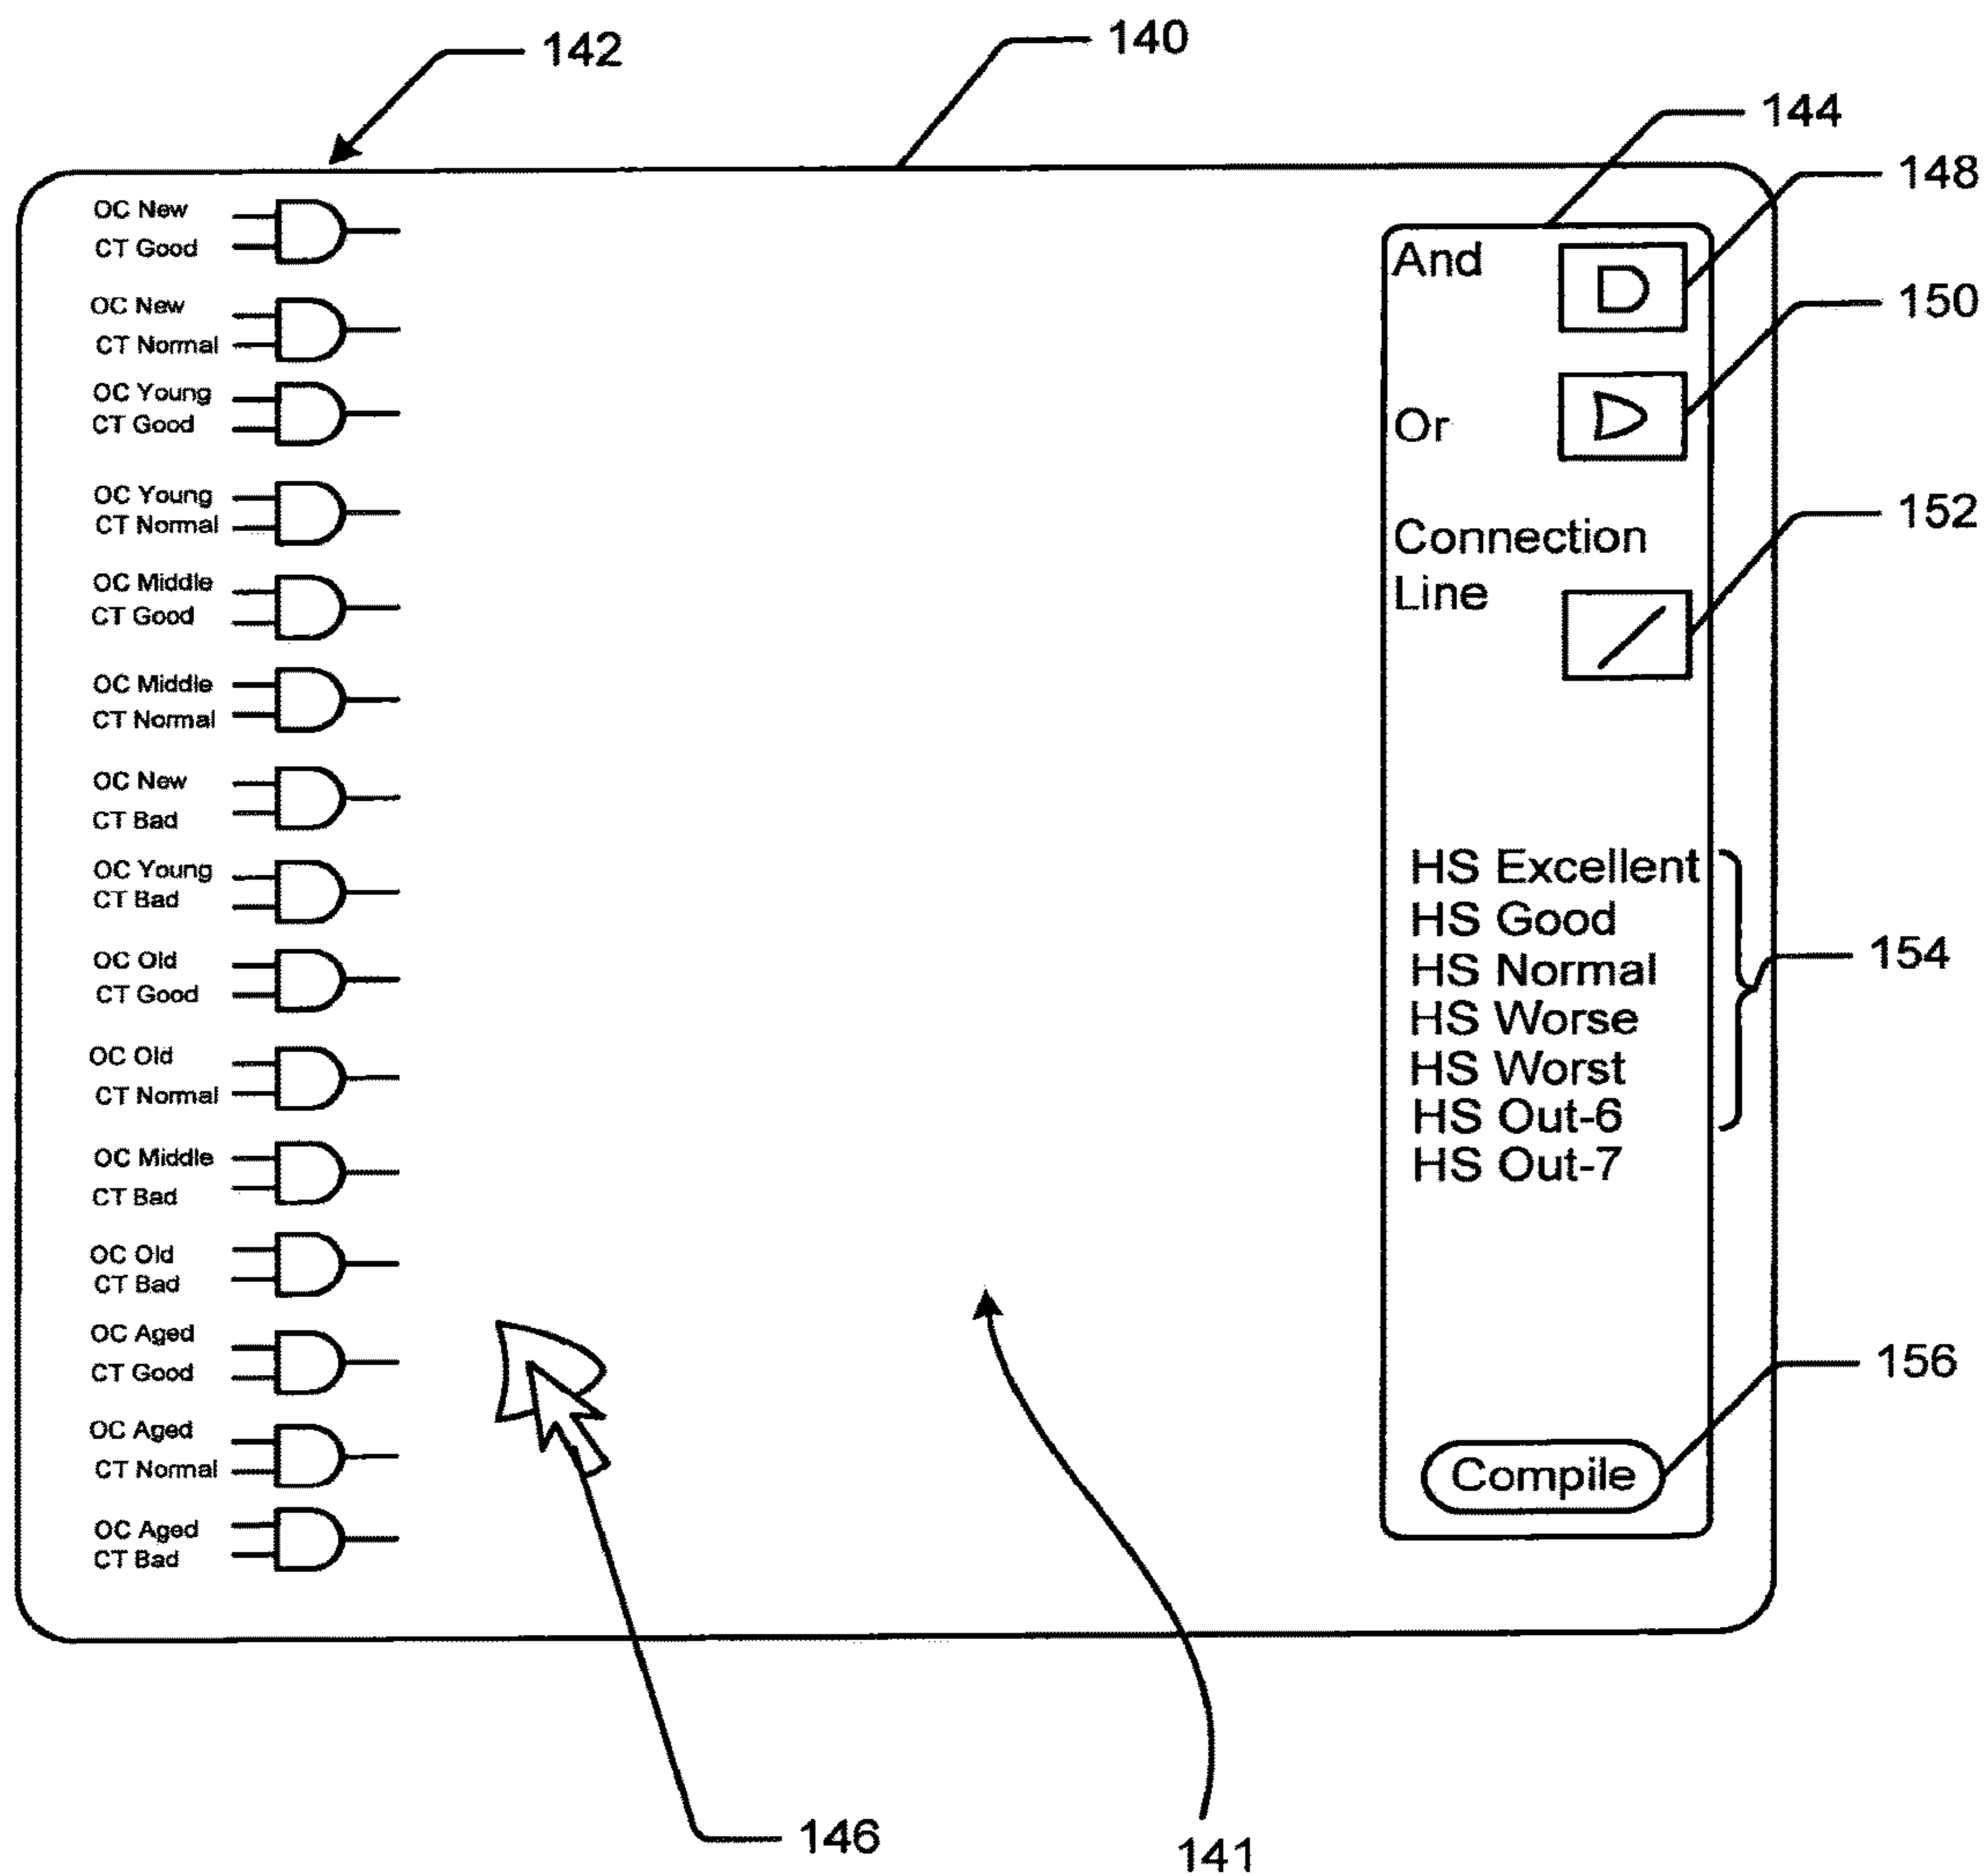 142
140
144
148
150
152
154
156
146
141
OC New
CT Good
OC New
CT Normal
OC Young
CT Good
OC Young
CT Normal
OC Middle
CT Good
OC Middle
CT Normal
OC New
CT Bad
OC Young
CT Bad
OC Old
CT Good
OC Old
CT Normal
OC Middle
CT Bad
OC Old
CT Bad
OC Aged
CT Good
OC Aged
CT Normal
OC Aged
CT Bad
And
Or
Connection
Line
HS Excellent
HS Good
HS Normal
HS Worse
HS Worst
HS Out-6
HS Out-7
Compile